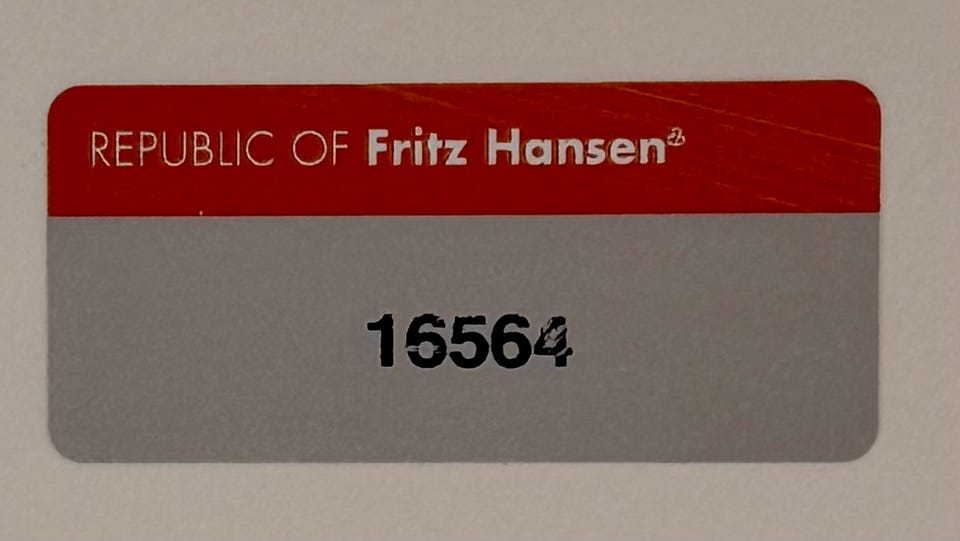 REPUBLIC OF Fritz Hansen®
16564